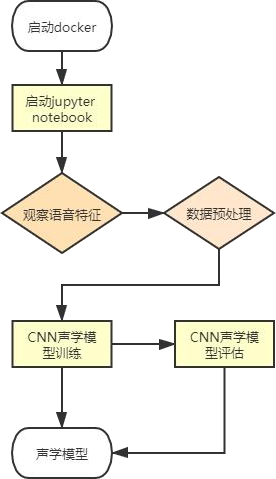 启动docker
启动jupyter
notebook
观察语音特征
数据预处理
CNN声学模
型训练
CNN声学模
型评估
声学模型